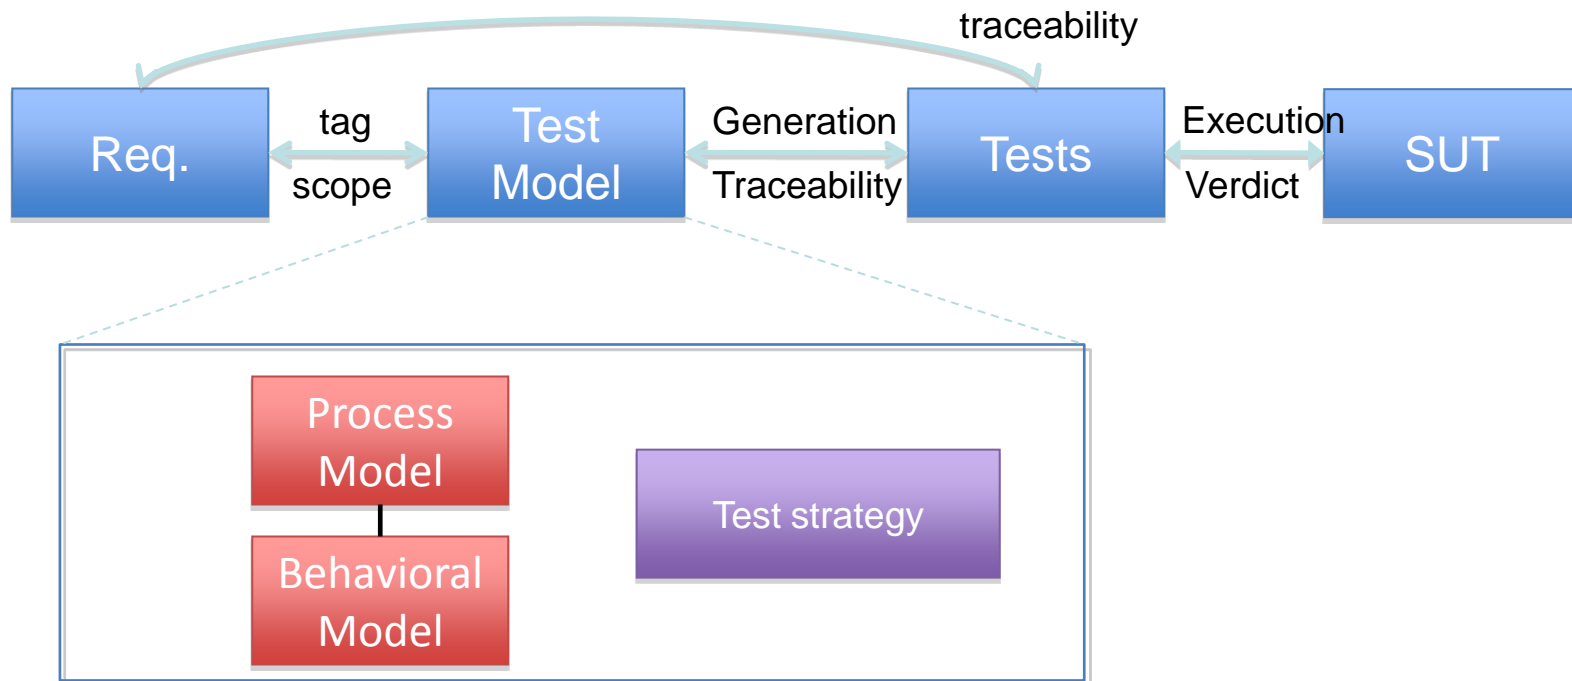 traceability
Req.
tag
scope
Test
Model
Generation
Traceability
Tests
Execution
Verdict
SUT
Process
Model
Behavioral
Model
Test strategy